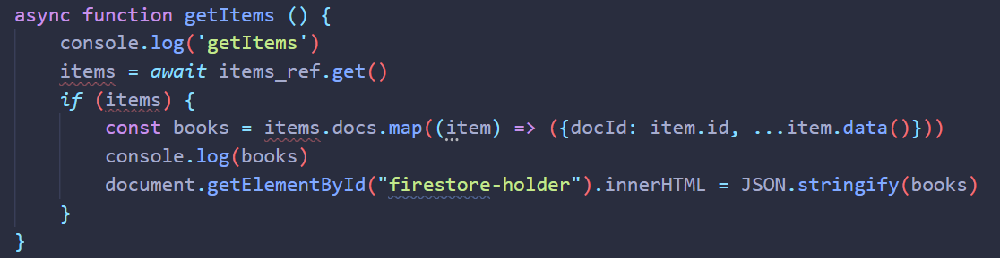 async function getItems () {
console.log('getItems')
items = await items_ref.get()
if (items) {
const books = items.docs.map((item) => ({docId: item.id, ...item.data()}))
console.log(books)
document.getElementById("firestore-holder").innerHTML = JSON.stringify(books)
}
}